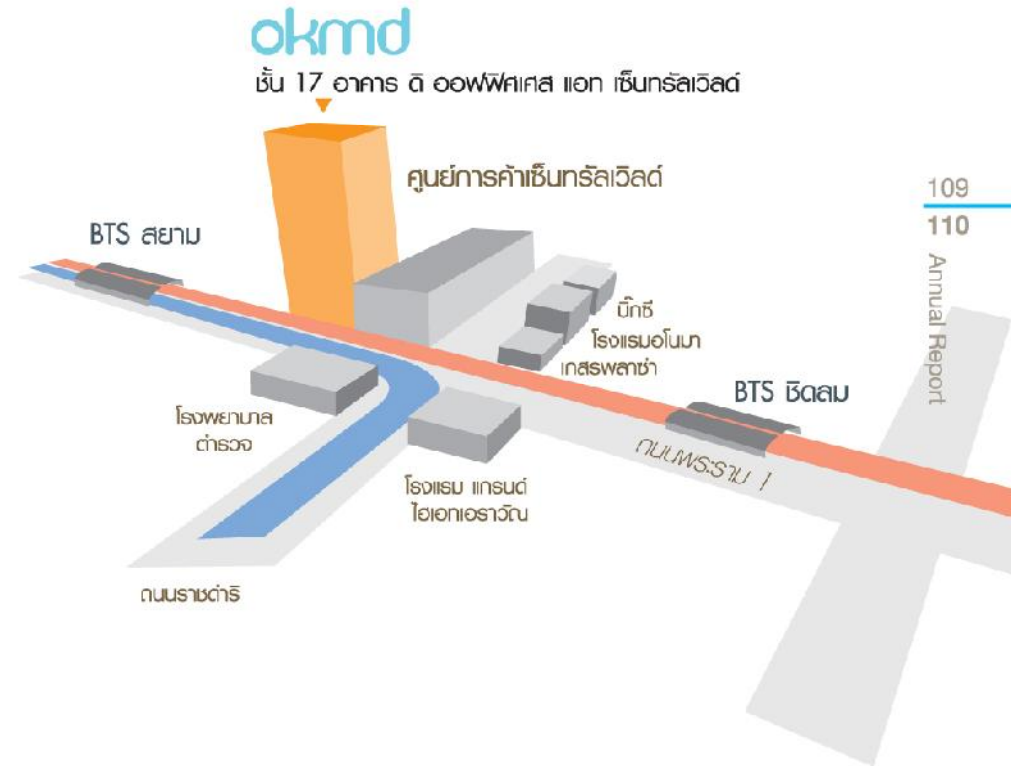 okmd
ชั้น 17 อาคาร ดิ ออฟฟิศเศส แอท เซ็นทรัลเวิลด์
ศูนย์การค้าเซ็นทรัลเวิลด์
BTS สยาม
บิ๊กซี
โรงแรมอโนมา
เกสรพลาซ่า
BTS ชิดลม
โรงพยาบาล
ตำรวจ
ถนนพระราม 1
โรงแรม แกรนด์
ไฮเอทเอราวัณ
ถนนราชดำริ
109
110
Annual Report